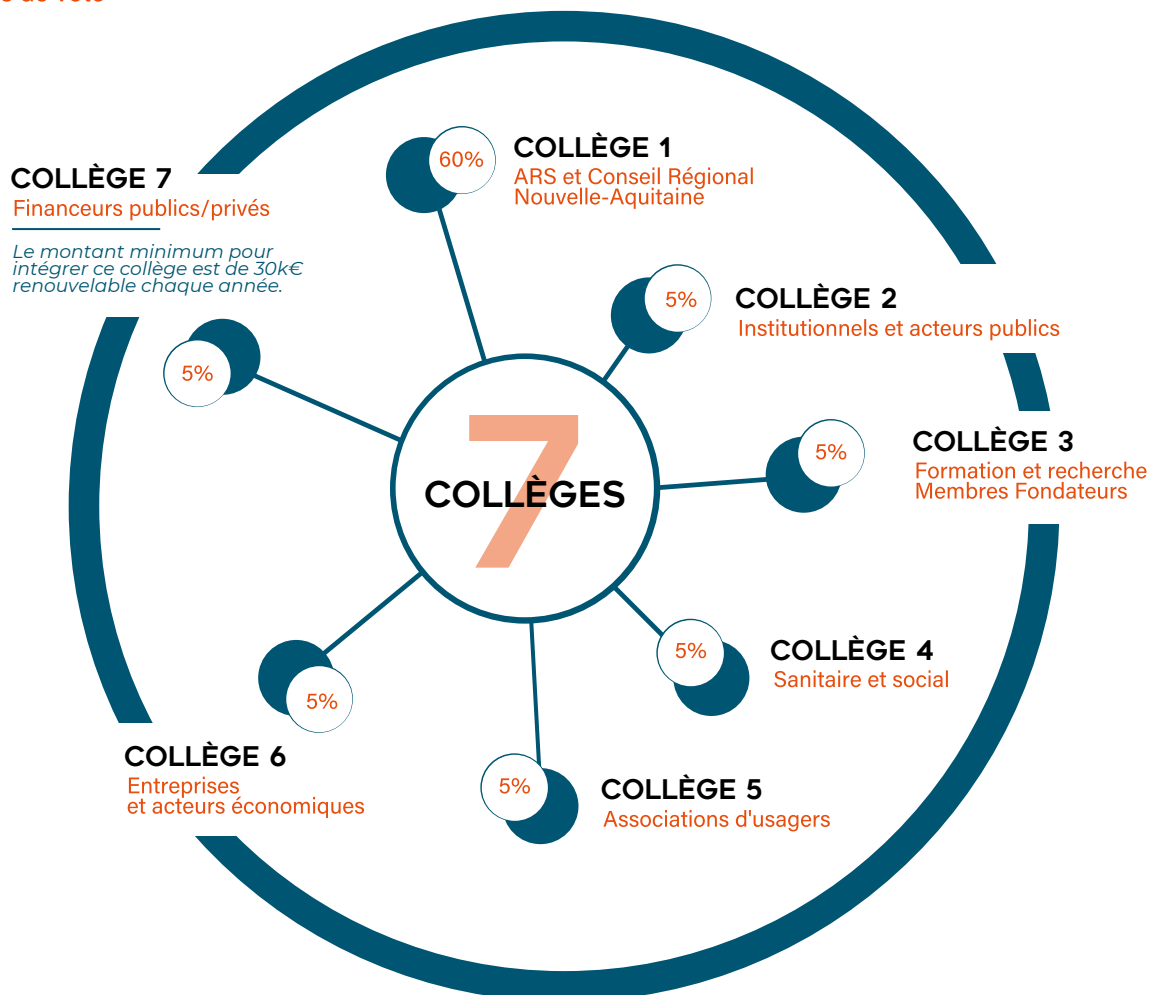 COLLÈGE 1
60%
ARS et Conseil Régional
Nouvelle-Aquitaine
COLLÈGE 7
Financeurs publics/privés
Le montant minimum pour
intégrer ce collège est de 30k€
renouvelable chaque année.
5%
COLLÈGE 2
5%
Institutionnels et acteurs publics
COLLÈGE 3
5%
Formation et recherche
Membres Fondateurs
7
COLLÈGES
COLLÈGE 4
5%
Sanitaire et social
COLLÈGE 5
5%
Associations d'usagers
COLLÈGE 6
5%
Entreprises
et acteurs économiques